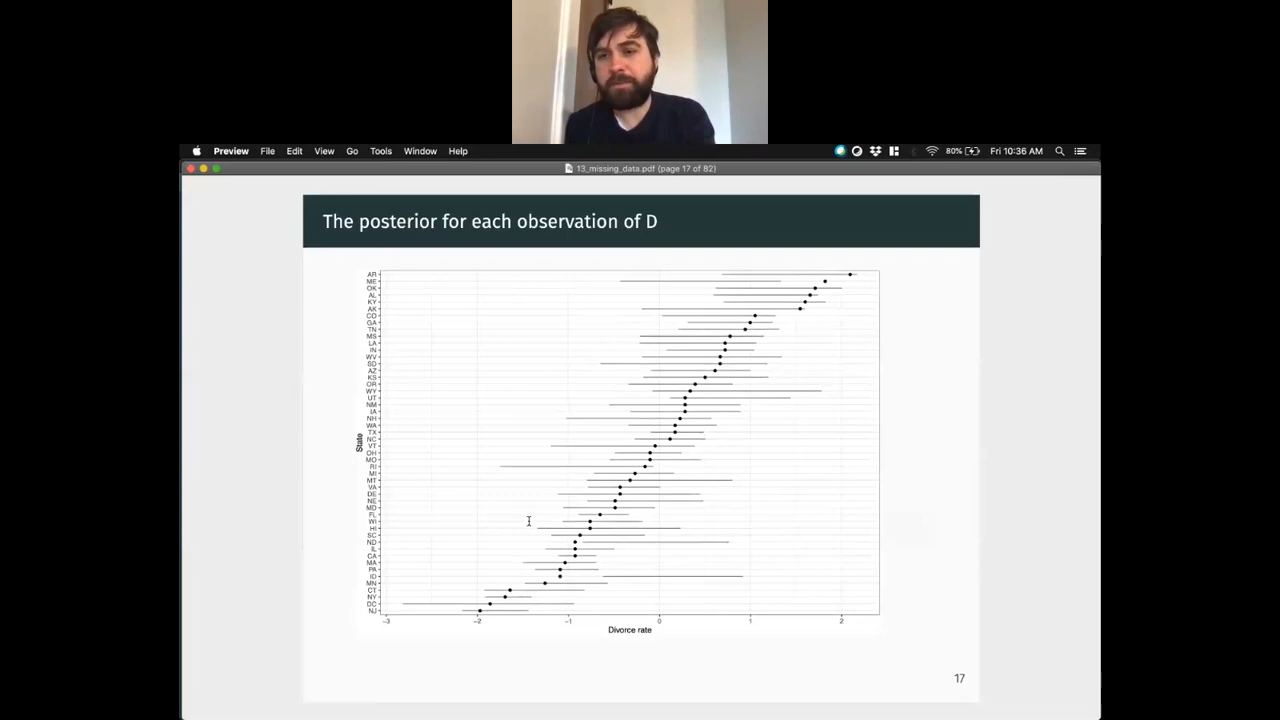 Preview File Edit View Go Tools Window Help 80% Fri 10:36 AM
13_missing_data.pdf (page 17 of 82)
The posterior for each observation of D
AR
ME
OK
AL
KY
AK
CO
GA
TN
MS
LA
IN
WV
SD
AZ
KS
OR
WY
UT
NM
IA
NH
WA
TX
NC
State
VT
OH
MO
RI
MI
MT
VA
DE
NE
MD
FL
WI
HI
SC
ND
IL
CA
MA
PA
ID
MN
CT
NY
DC
NJ
−3 −2 −1 0 1 2
Divorce rate
17